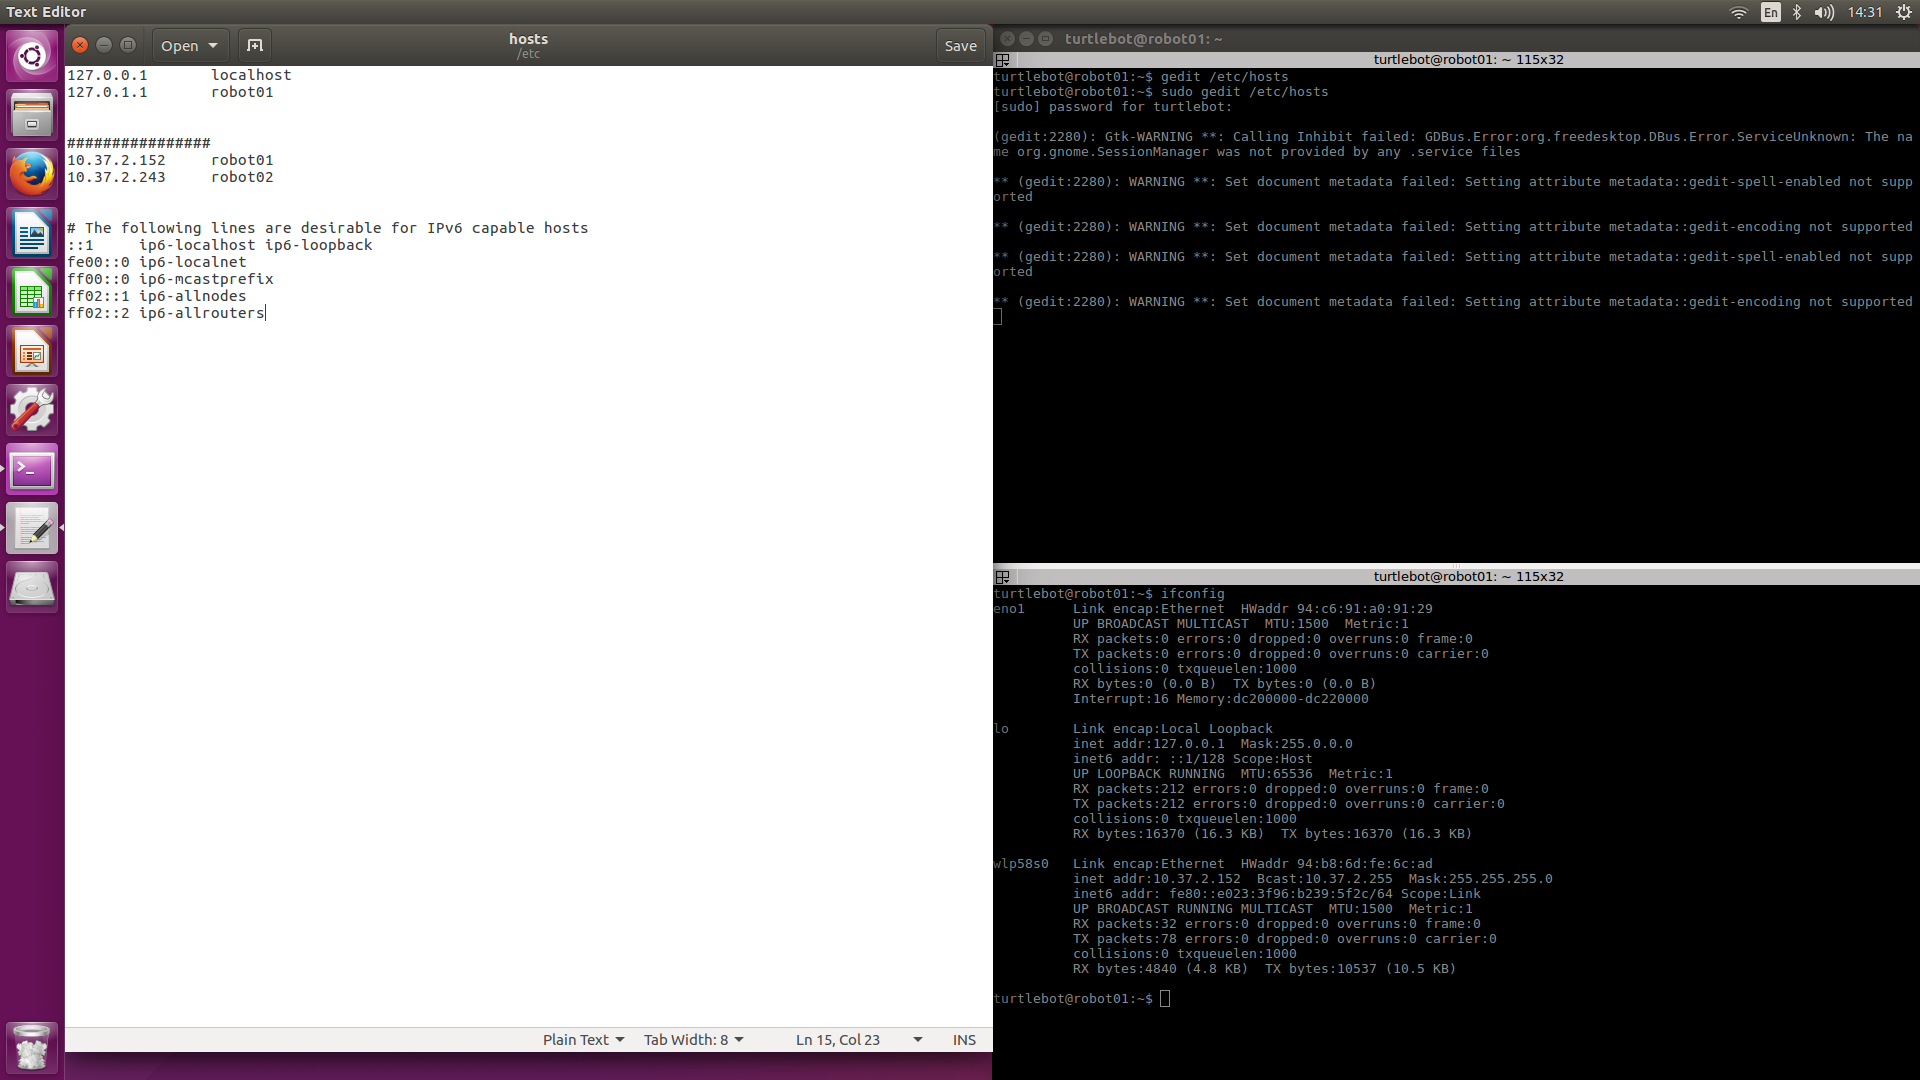 Text Editor
En
14:31
Open
hosts
/etc
Save
127.0.0.1 localhost
127.0.1.1 robot01
################
10.37.2.152 robot01
10.37.2.243 robot02
# The following lines are desirable for IPv6 capable hosts
::1 ip6-localhost ip6-loopback
fe00::0 ip6-localnet
ff00::0 ip6-mcastprefix
ff02::1 ip6-allnodes
ff02::2 ip6-allrouters
Plain Text
Tab Width: 8
Ln 15, Col 23
INS
turtlebot@robot01: ~
turtlebot@robot01: ~ 115x32
turtlebot@robot01:~$ gedit /etc/hosts
turtlebot@robot01:~$ sudo gedit /etc/hosts
[sudo] password for turtlebot:
(gedit:2280): Gtk-WARNING **: Calling Inhibit failed: GDBus.Error:org.freedesktop.DBus.Error.ServiceUnknown: The na
me org.gnome.SessionManager was not provided by any .service files
** (gedit:2280): WARNING **: Set document metadata failed: Setting attribute metadata::gedit-spell-enabled not supp
orted
** (gedit:2280): WARNING **: Set document metadata failed: Setting attribute metadata::gedit-encoding not supported
** (gedit:2280): WARNING **: Set document metadata failed: Setting attribute metadata::gedit-spell-enabled not supp
orted
** (gedit:2280): WARNING **: Set document metadata failed: Setting attribute metadata::gedit-encoding not supported
turtlebot@robot01: ~ 115x32
turtlebot@robot01:~$ ifconfig
eno1 Link encap:Ethernet HWaddr 94:c6:91:a0:91:29
UP BROADCAST MULTICAST MTU:1500 Metric:1
RX packets:0 errors:0 dropped:0 overruns:0 frame:0
TX packets:0 errors:0 dropped:0 overruns:0 carrier:0
collisions:0 txqueuelen:1000
RX bytes:0 (0.0 B) TX bytes:0 (0.0 B)
Interrupt:16 Memory:dc200000-dc220000
lo Link encap:Local Loopback
inet addr:127.0.0.1 Mask:255.0.0.0
inet6 addr: ::1/128 Scope:Host
UP LOOPBACK RUNNING MTU:65536 Metric:1
RX packets:212 errors:0 dropped:0 overruns:0 frame:0
TX packets:212 errors:0 dropped:0 overruns:0 carrier:0
collisions:0 txqueuelen:1000
RX bytes:16370 (16.3 KB) TX bytes:16370 (16.3 KB)
wlp58s0 Link encap:Ethernet HWaddr 94:b8:6d:fe:6c:ad
inet addr:10.37.2.152 Bcast:10.37.2.255 Mask:255.255.255.0
inet6 addr: fe80::e023:3f96:b239:5f2c/64 Scope:Link
UP BROADCAST RUNNING MULTICAST MTU:1500 Metric:1
RX packets:32 errors:0 dropped:0 overruns:0 frame:0
TX packets:78 errors:0 dropped:0 overruns:0 carrier:0
collisions:0 txqueuelen:1000
RX bytes:4840 (4.8 KB) TX bytes:10537 (10.5 KB)
turtlebot@robot01:~$